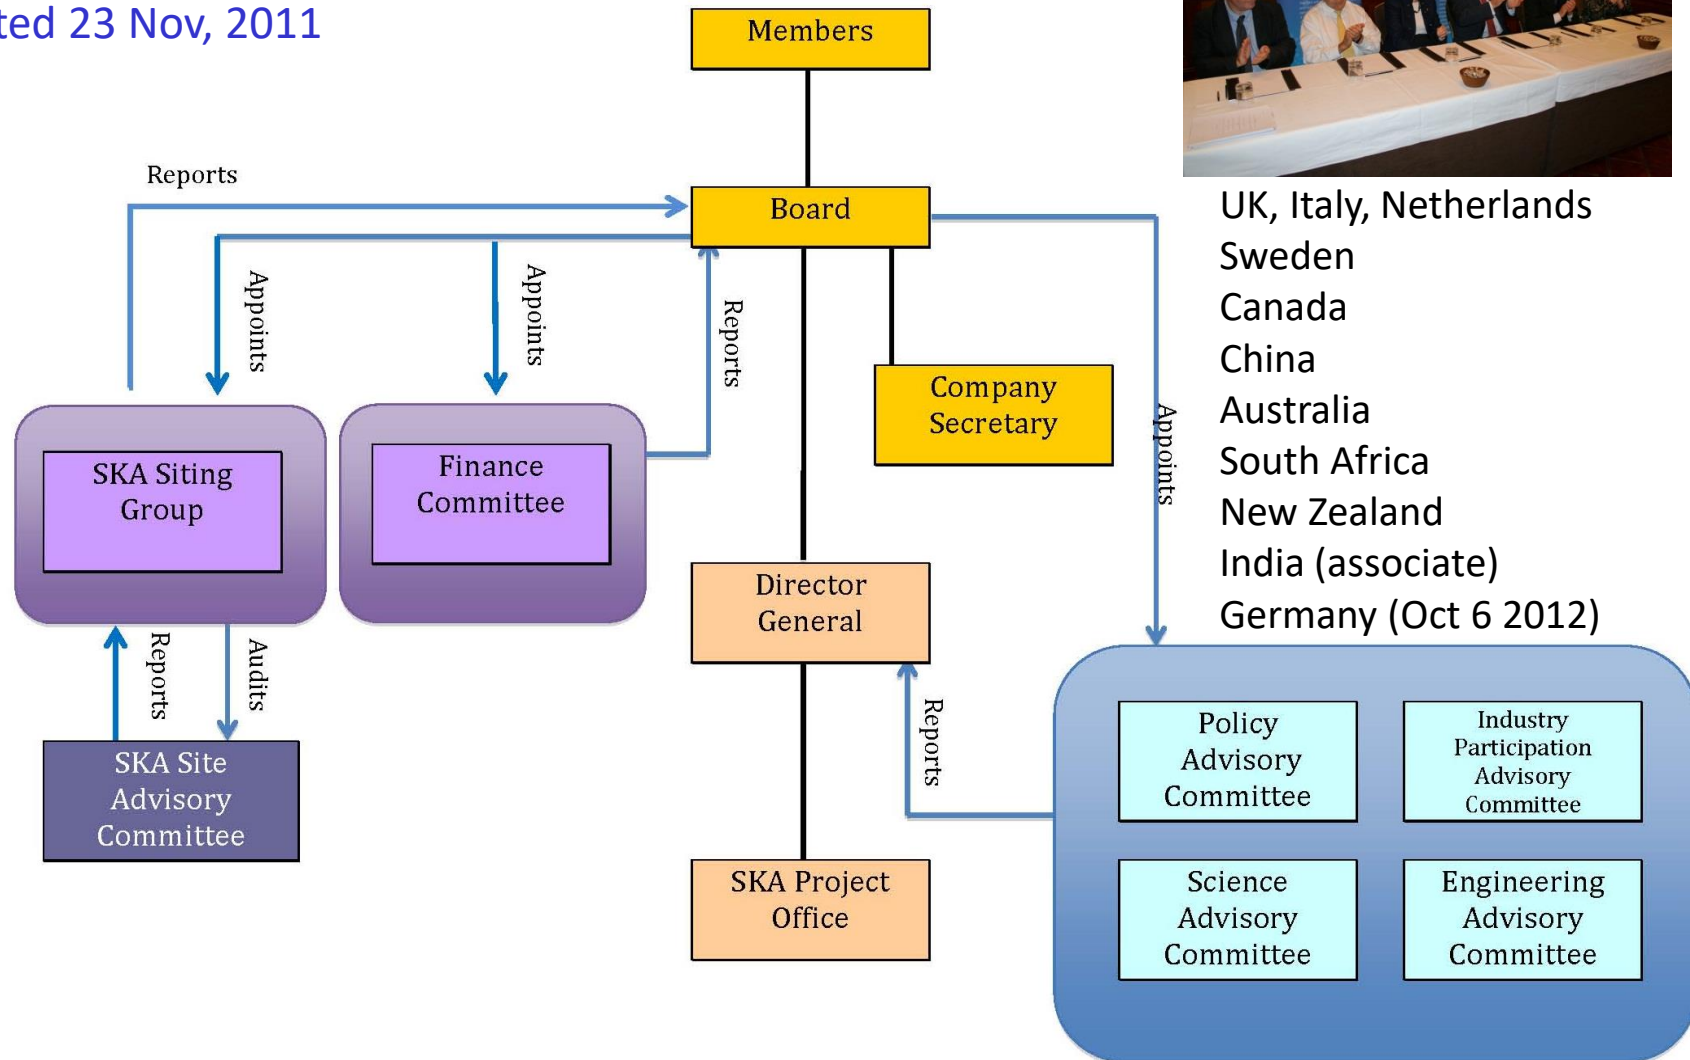 ted 23 Nov, 2011
Members
Reports
Board
UK, Italy, Netherlands
Sweden
Canada
China
Australia
South Africa
New Zealand
India (associate)
Germany (Oct 6 2012)
Appoints
Appoints
Reports
Company
Secretary
Appoints
SKA Siting
Group
Finance
Committee
Director
General
Reports
Audits
Reports
SKA Site
Advisory
Committee
Policy
Advisory
Committee
Industry
Participation
Advisory
Committee
SKA Project
Office
Science
Advisory
Committee
Engineering
Advisory
Committee